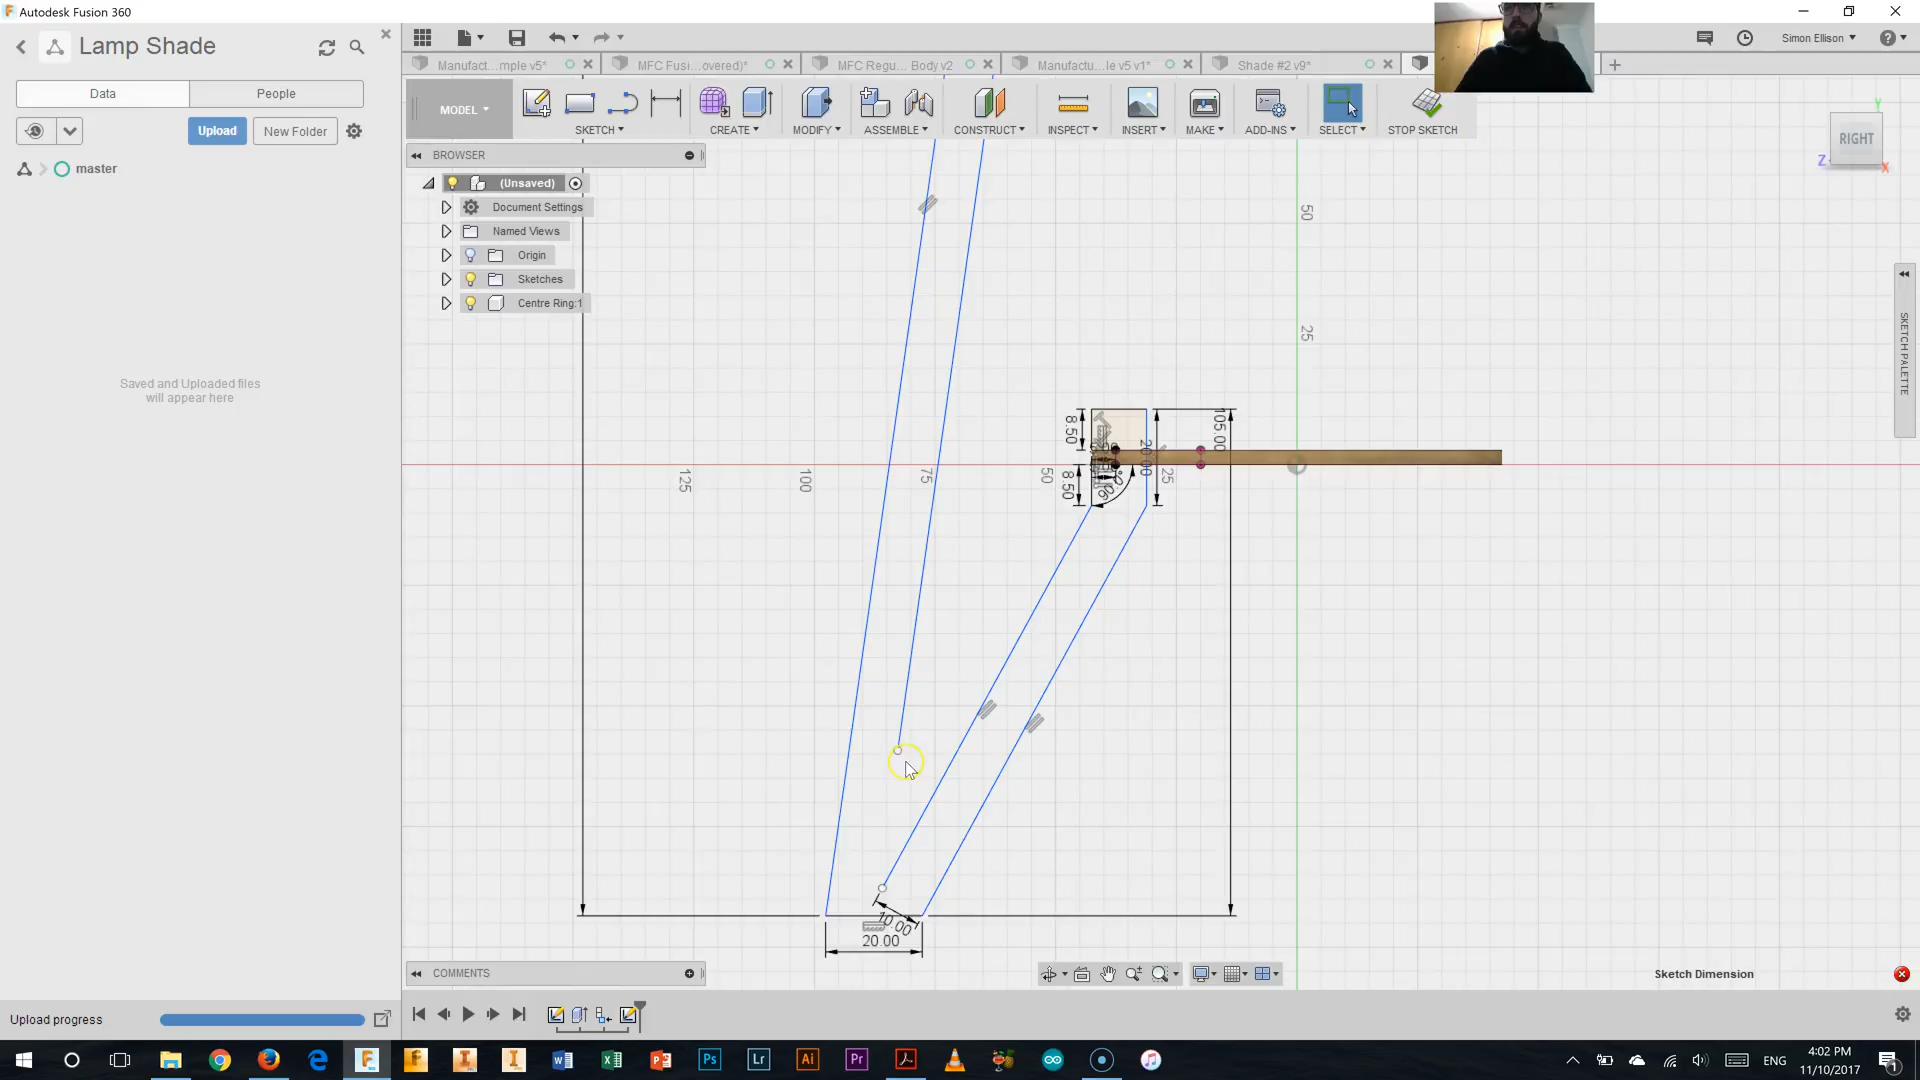 Autodesk Fusion 360
Lamp Shade
Data
People
Upload
New Folder
master
Saved and Uploaded files
will appear here
Upload progress
Manufact...mple v5*
MFC Fusi...overed)*
MFC Regu... Body v2
Manufactu...le v5 v1*
Shade #2 v9*
Simon Ellison
MODEL
SKETCH
CREATE
MODIFY
ASSEMBLE
CONSTRUCT
INSPECT
INSERT
MAKE
ADD-INS
SELECT
STOP SKETCH
BROWSER
(Unsaved)
Document Settings
Named Views
Origin
Sketches
Centre Ring:1
RIGHT
Y
Z
X
SKETCH PALETTE
50
25
125
100
75
50
25
8.50
8.50
20.00
105.00
10.00
20.00
COMMENTS
Sketch Dimension
ENG
4:02 PM
11/10/2017